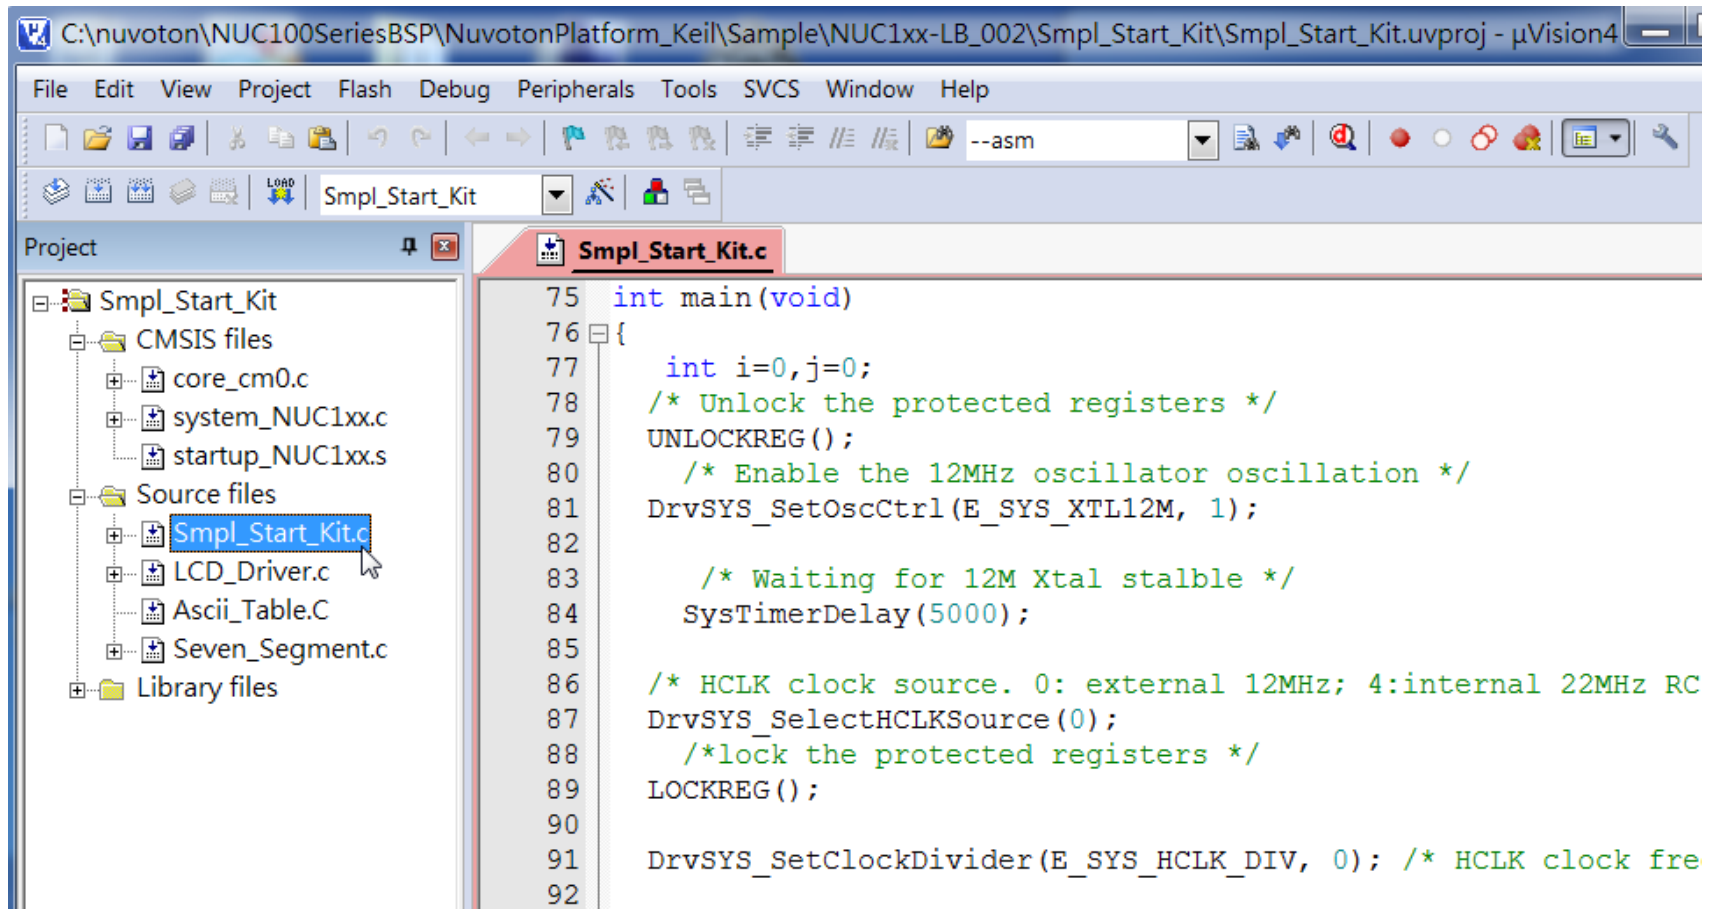 C:\nuvoton\NUC100SeriesBSP\NuvotonPlatform_Keil\Sample\NUC1xx-LB_002\Smpl_Start_Kit\Smpl_Start_Kit.uvproj - µVision4
File Edit View Project Flash Debug Peripherals Tools SVCS Window Help
--asm
LOAD
Smpl_Start_Kit
Project
Smpl_Start_Kit
CMSIS files
core_cm0.c
system_NUC1xx.c
startup_NUC1xx.s
Source files
Smpl_Start_Kit.c
LCD_Driver.c
Ascii_Table.C
Seven_Segment.c
Library files
Smpl_Start_Kit.c
75 int main(void)
76 {
77 int i=0,j=0;
78 /* Unlock the protected registers */
79 UNLOCKREG();
80 /* Enable the 12MHz oscillator oscillation */
81 DrvSYS_SetOscCtrl(E_SYS_XTL12M, 1);
82
83 /* Waiting for 12M Xtal stalble */
84 SysTimerDelay(5000);
85
86 /* HCLK clock source. 0: external 12MHz; 4:internal 22MHz RC
87 DrvSYS_SelectHCLKSource(0);
88 /*lock the protected registers */
89 LOCKREG();
90
91 DrvSYS_SetClockDivider(E_SYS_HCLK_DIV, 0); /* HCLK clock fre
92